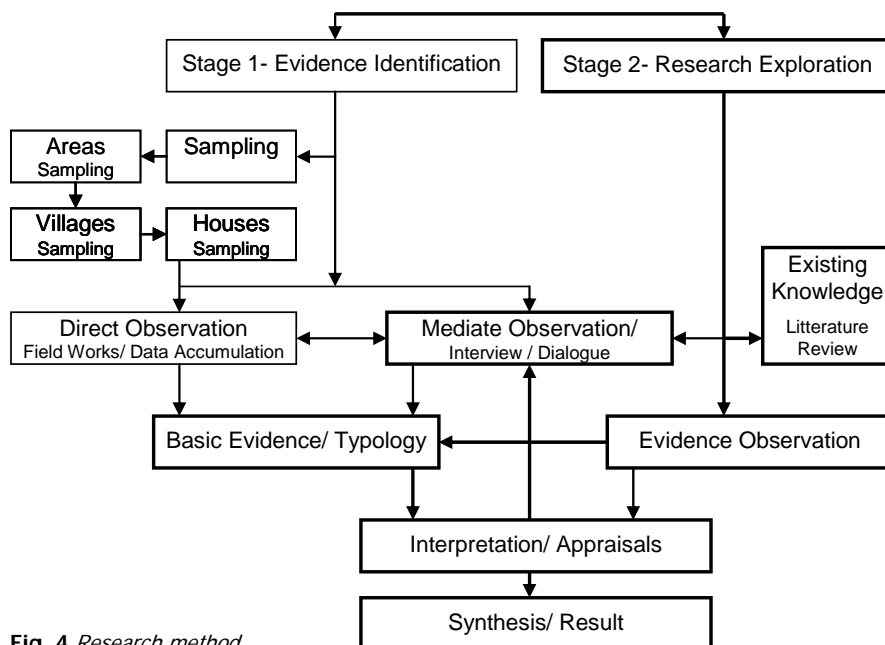 Stage 1- Evidence Identification
Stage 2- Research Exploration
Areas
Sampling
Sampling
Villages
Sampling
Houses
Sampling
Existing
Knowledge
Litterature
Review
Direct Observation
Field Works/ Data Accumulation
Mediate Observation/
Interview / Dialogue
Basic Evidence/ Typology
Evidence Observation
Interpretation/ Appraisals
Synthesis/ Result
Fig. 4 Research method